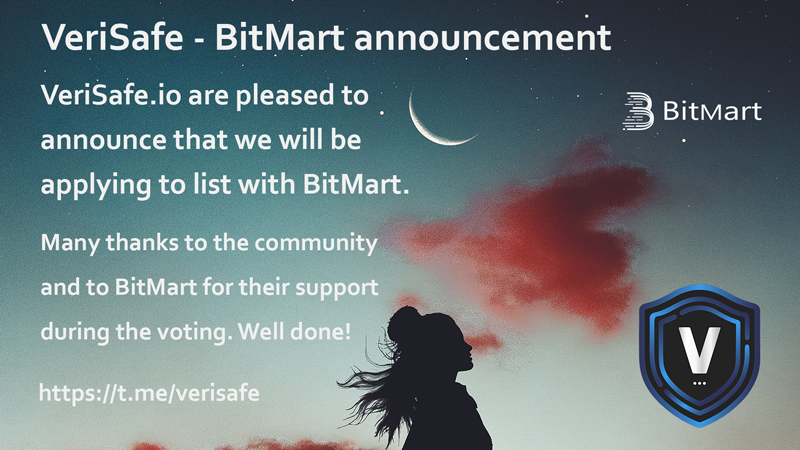 VeriSafe - BitMart announcement
VeriSafe.io are pleased to
announce that we will be
applying to list with BitMart.
BitMart
Many thanks to the community
and to BitMart for their support
during the voting. Well done!
V
https://t.me/verisafe